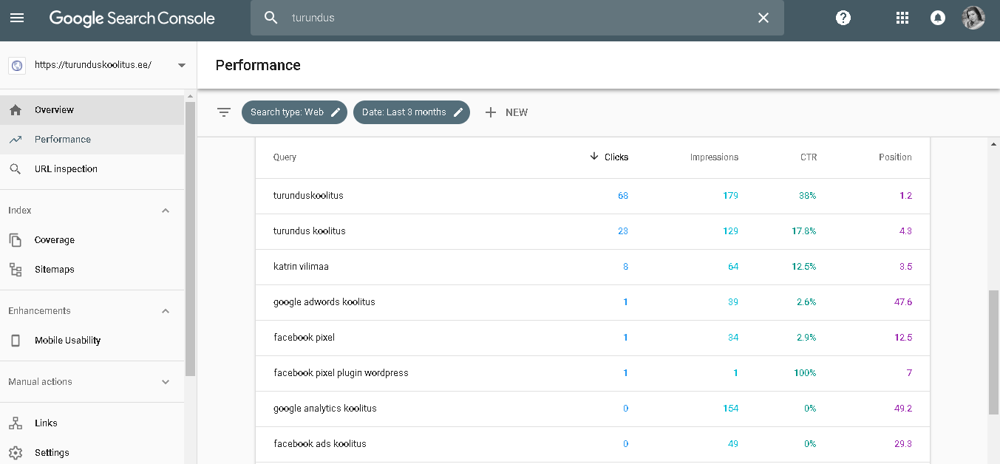 Google Search Console
turundus
https://turunduskoolitus.ee/
Performance
Overview
Performance
URL inspection
Index
Coverage
Sitemaps
Enhancements
Mobile Usability
Manual actions
Links
Settings
Search type: Web
Date: Last 3 months
NEW
Query Clicks Impressions CTR Position
turunduskoolitus 68 179 38% 1.2
turundus koolitus 23 129 17.8% 4.3
katrin vilimaa 8 64 12.5% 3.5
google adwords koolitus 1 39 2.6% 47.6
facebook pixel 1 34 2.9% 12.5
facebook pixel plugin wordpress 1 1 100% 7
google analytics koolitus 0 154 0% 49.2
facebook ads koolitus 0 49 0% 29.3